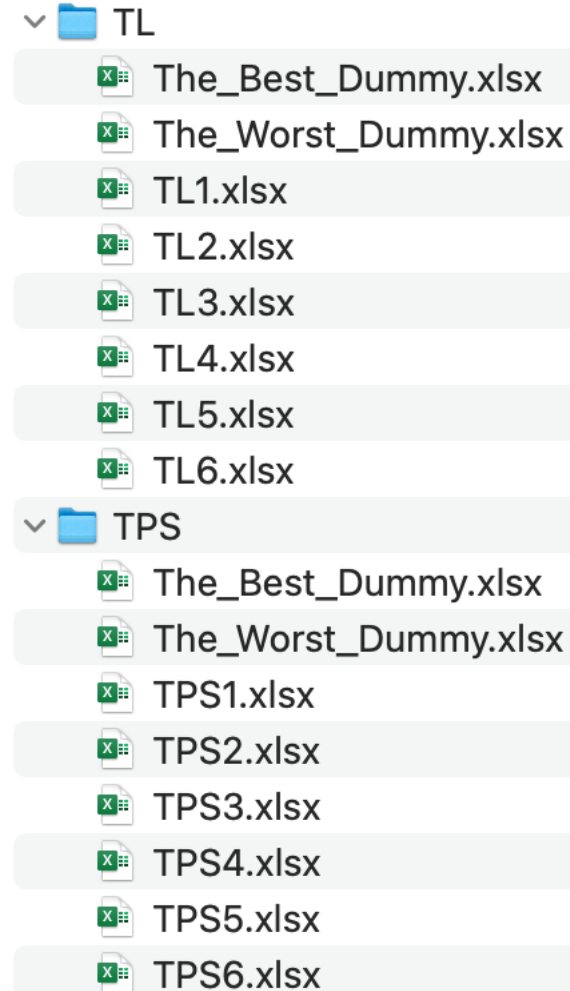 TL
The_Best_Dummy.xlsx
The_Worst_Dummy.xlsx
TL1.xlsx
TL2.xlsx
TL3.xlsx
TL4.xlsx
TL5.xlsx
TL6.xlsx
TPS
The_Best_Dummy.xlsx
The_Worst_Dummy.xlsx
TPS1.xlsx
TPS2.xlsx
TPS3.xlsx
TPS4.xlsx
TPS5.xlsx
TPS6.xlsx